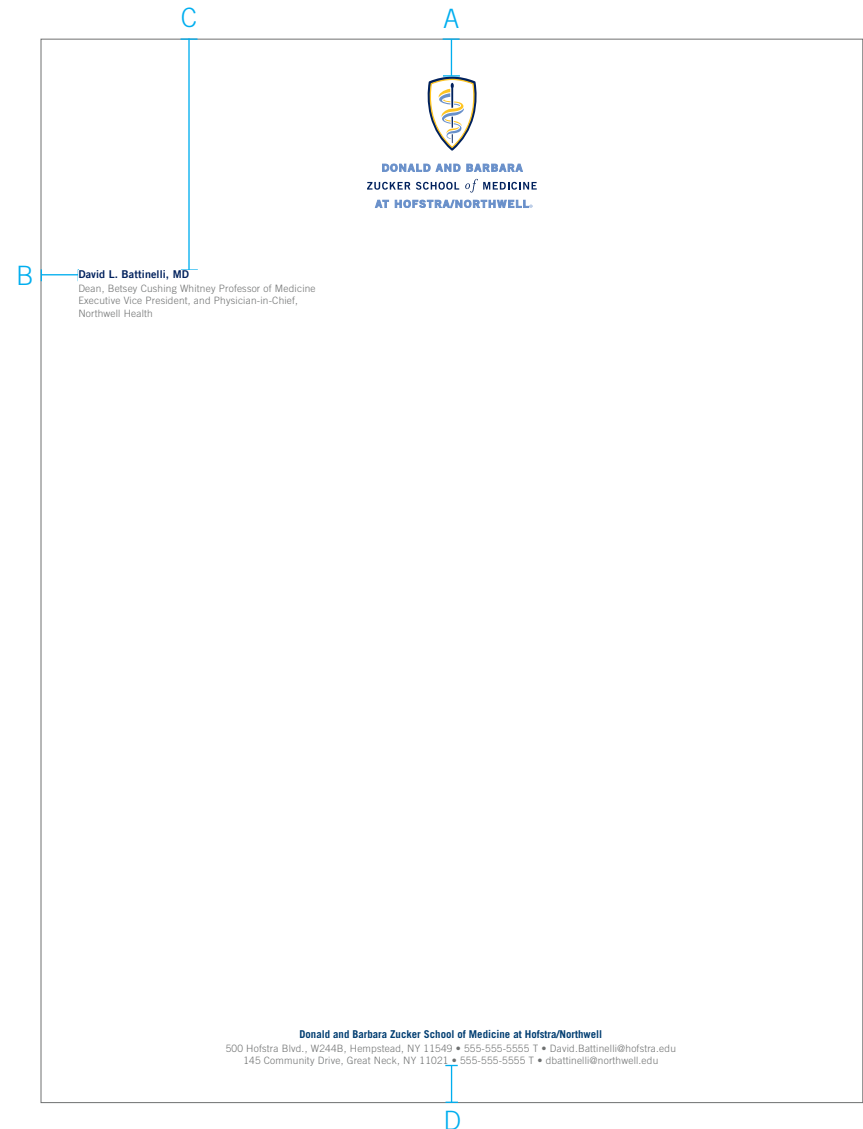 C
A
DONALD AND BARBARA
ZUCKER SCHOOL of MEDICINE
AT HOFSTRA/NORTHWELL®
B
David L. Battinelli, MD
Dean, Betsey Cushing Whitney Professor of Medicine
Executive Vice President, and Physician-in-Chief,
Northwell Health
Donald and Barbara Zucker School of Medicine at Hofstra/Northwell
500 Hofstra Blvd., W244B, Hempstead, NY 11549 • 555-555-5555 T • David.Battinelli@hofstra.edu
145 Community Drive, Great Neck, NY 11021 • 555-555-5555 T • dbattinelli@northwell.edu
D